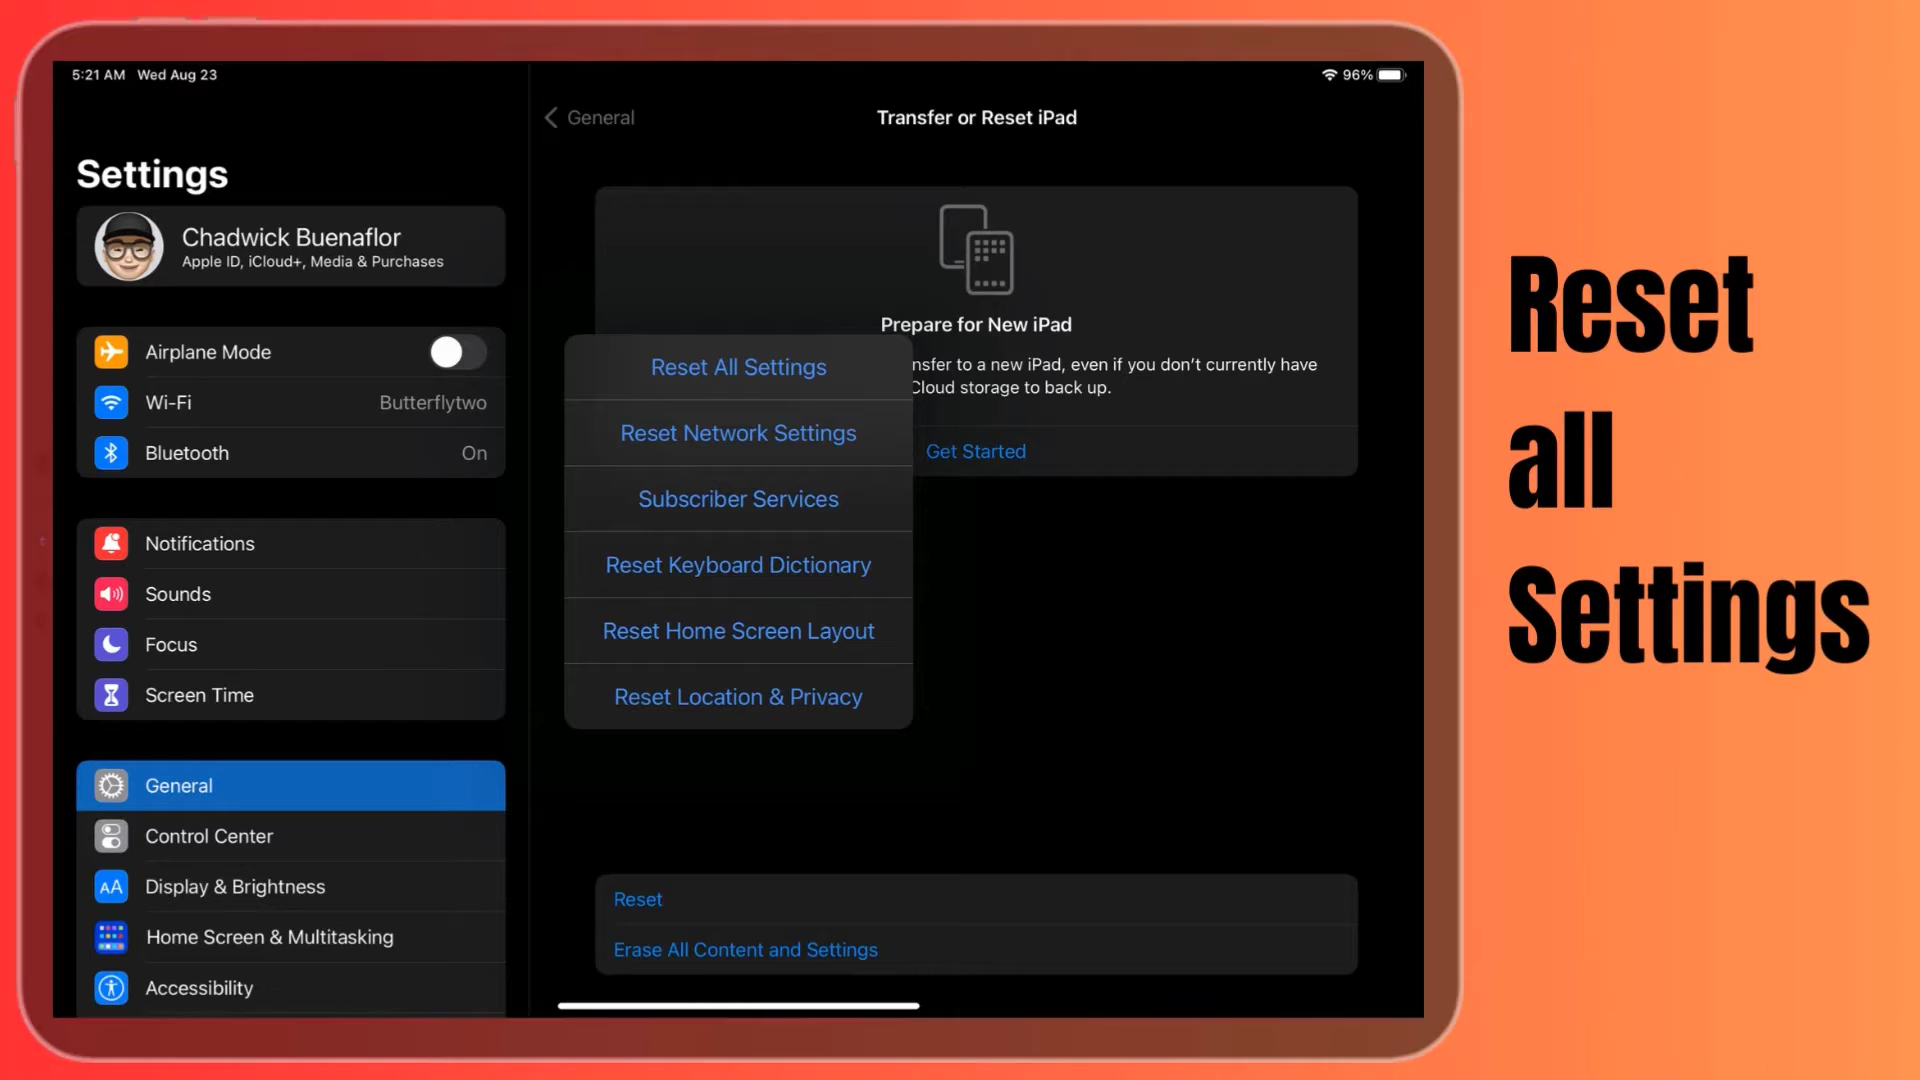 5:21 AM Wed Aug 23
96%
Settings
Chadwick Buenaflor
Apple ID, iCloud+, Media & Purchases
Airplane Mode
Wi-Fi Butterflytwo
Bluetooth On
Notifications
Sounds
Focus
Screen Time
General
Control Center
AA Display & Brightness
Home Screen & Multitasking
Accessibility
General
Transfer or Reset iPad
Prepare for New iPad
nsfer to a new iPad, even if you don’t currently have
Cloud storage to back up.
Get Started
Reset All Settings
Reset Network Settings
Subscriber Services
Reset Keyboard Dictionary
Reset Home Screen Layout
Reset Location & Privacy
Reset
Erase All Content and Settings
Reset
all
Settings